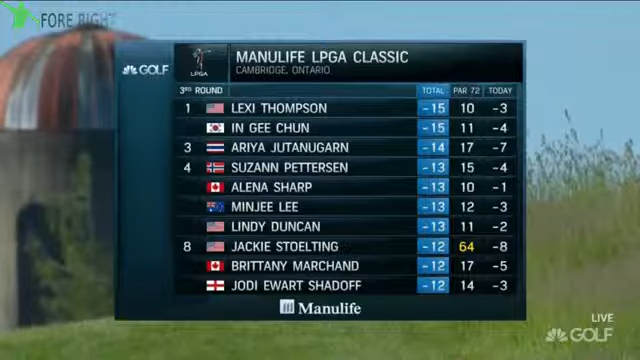 FORE RIGHT
GOLF
LPGA
MANULIFE LPGA CLASSIC
CAMBRIDGE, ONTARIO
3RD ROUND TOTAL PAR 72 TODAY
1 LEXI THOMPSON -15 10 -3
IN GEE CHUN -15 11 -4
3 ARIYA JUTANUGARN -14 17 -7
4 SUZANN PETTERSEN -13 15 -4
ALENA SHARP -13 10 -1
MINJEE LEE -13 12 -3
LINDY DUNCAN -13 11 -2
8 JACKIE STOELTING -12 64 -8
BRITTANY MARCHAND -12 17 -5
JODI EWART SHADOFF -12 14 -3
Manulife
LIVE
GOLF